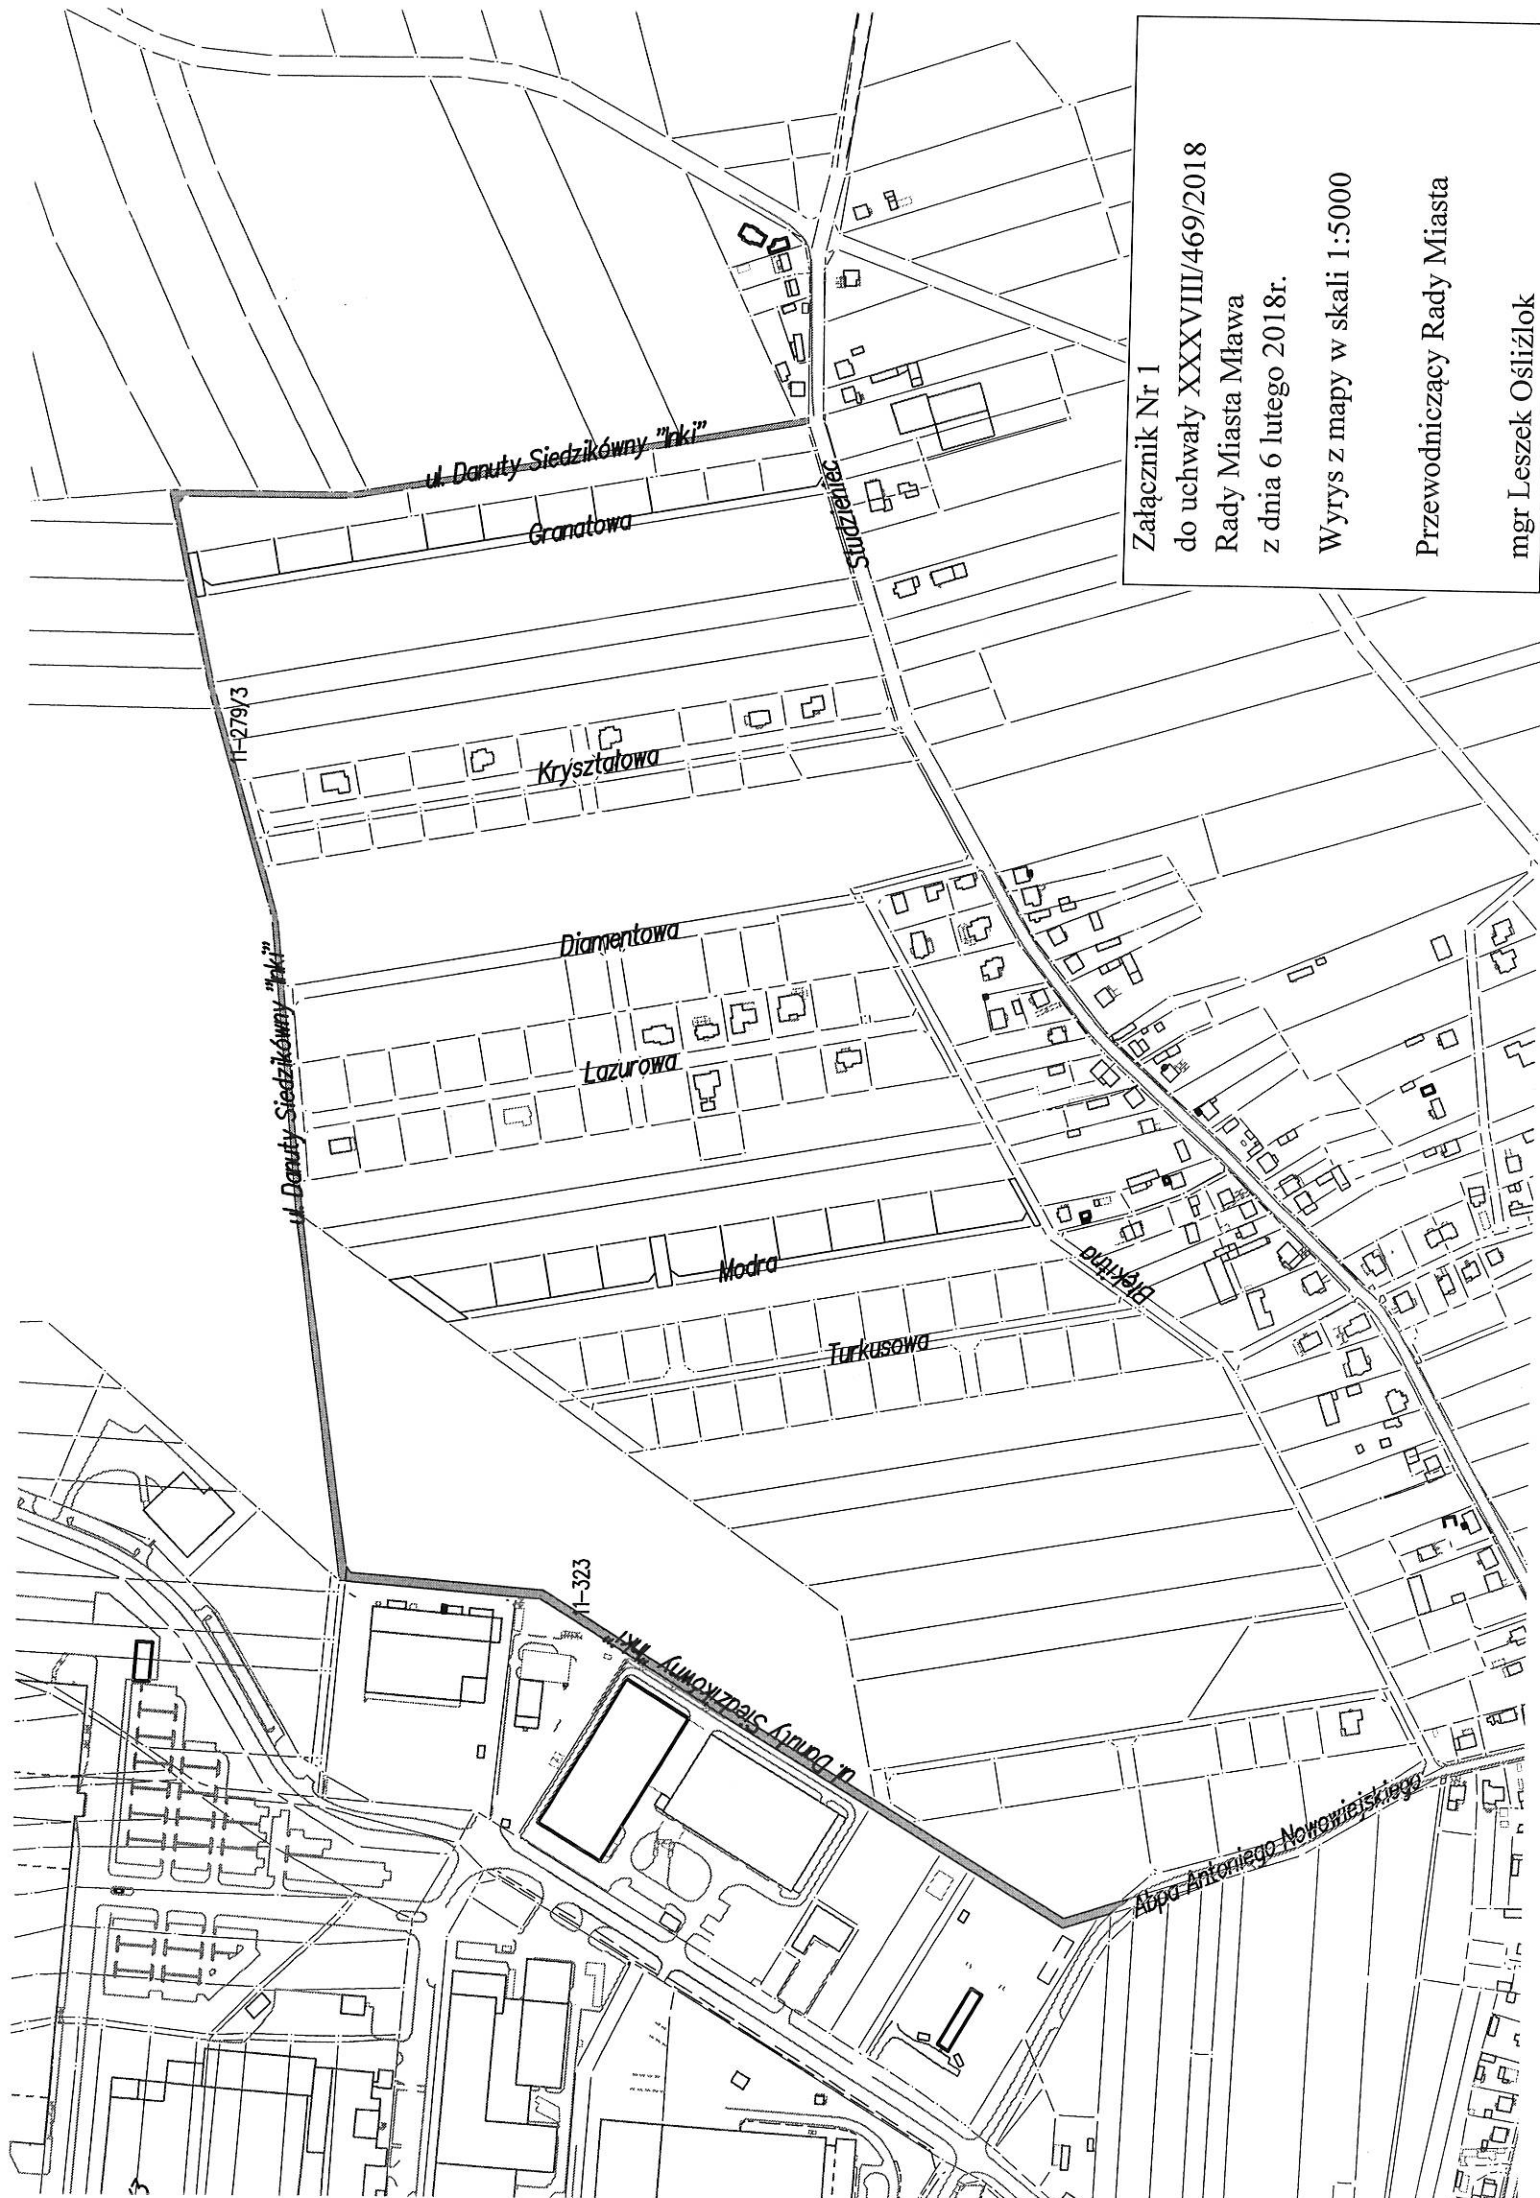 ul. Danuty Siedzikówny "Inki"
Granatowa
Studzieniec
11-279/3
Kryształowa
ul. Danuty Siedzikówny "Inki"
Diamentowa
Lazurowa
Modra
Błękitna
Turkusowa
11-323
ul. Danuty Siedzikówny "Inki"
Abpa Antoniego Nowowiejskiego
3
Załącznik Nr 1
do uchwały XXXVIII/469/2018
Rady Miasta Mława
z dnia 6 lutego 2018r.
Wyrys z mapy w skali 1:5000
Przewodniczący Rady Miasta
mgr Leszek Ośliźlok